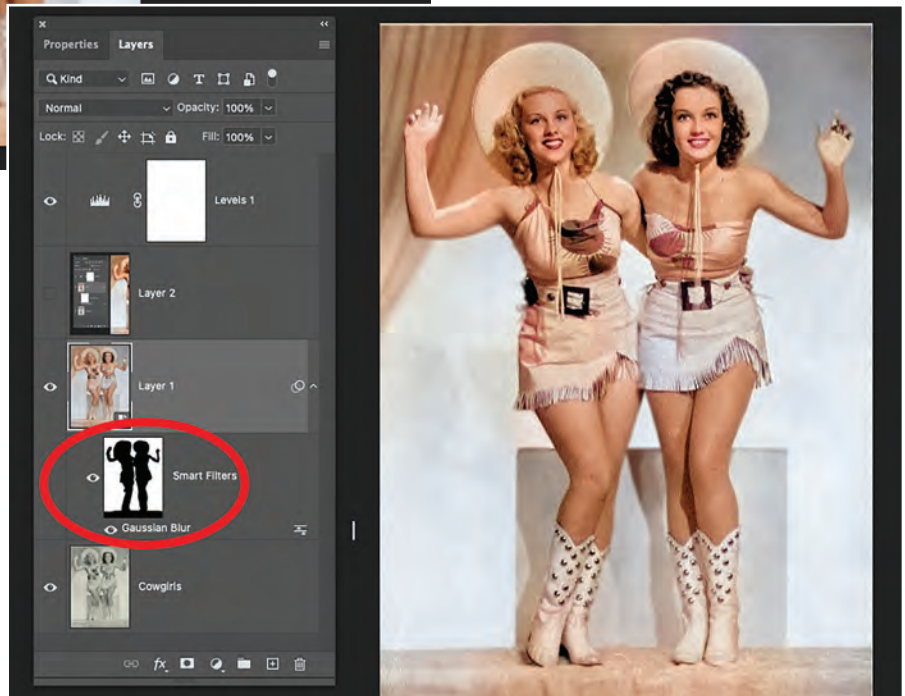 Properties Layers
Kind
Normal Opacity: 100%
Lock: Fill: 100%
Levels 1
Layer 2
Layer 1
Smart Filters
Gaussian Blur
Cowgirls
fx